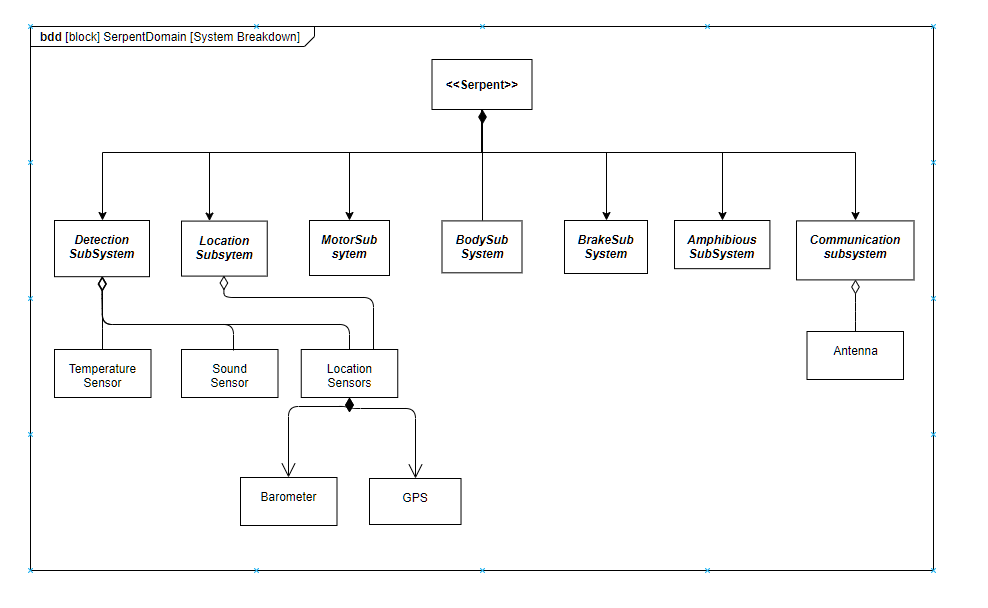 bdd [block] SerpentDomain [System Breakdown]
<<Serpent>>
Detection
SubSystem
Location
Subsytem
MotorSub
sytem
BodySub
System
BrakeSub
System
Amphibious
SubSystem
Communication
subsystem
Temperature
Sensor
Sound
Sensor
Location
Sensors
Antenna
Barometer
GPS